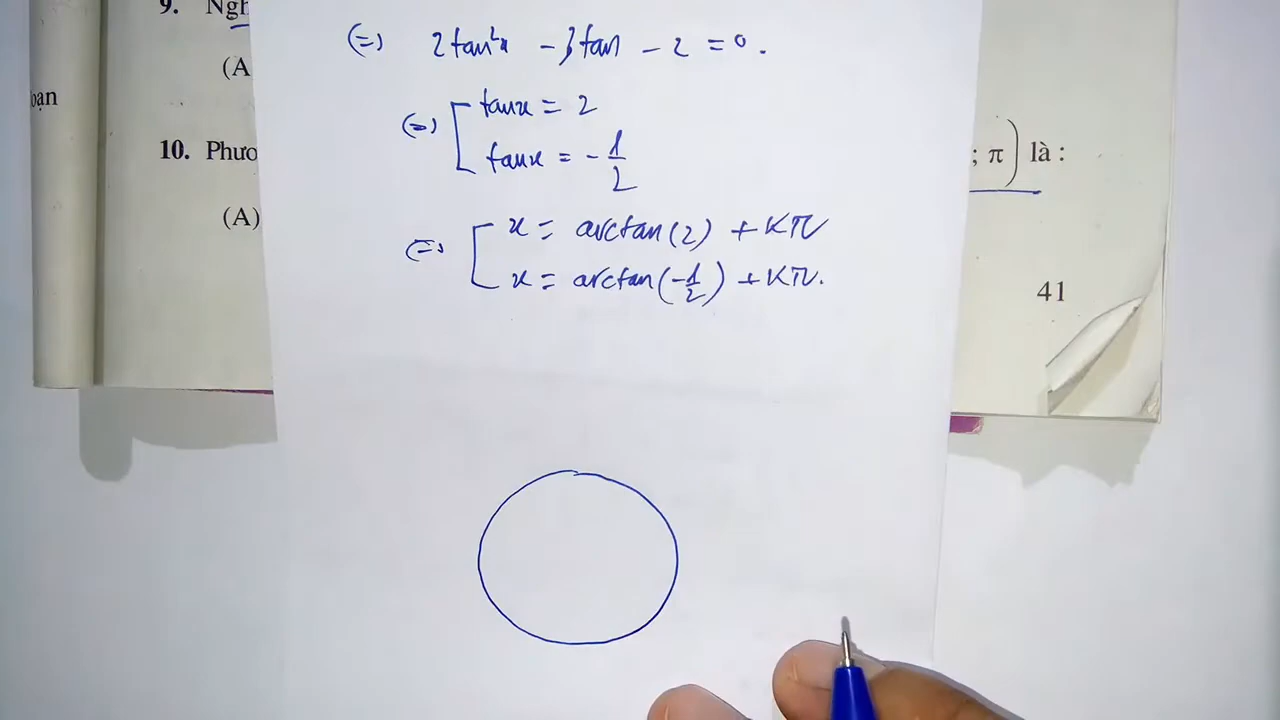 9. Ngh
(=) 2tan²x - 3tan - 2 = 0.
(A
oạn
(=) [ tanx = 2
tanx = - 1/2
10. Phươ
; π) là :
(A)
(=) [ x = arctan(2) + Kπ
x = arctan(-1/2) + Kπ.
41